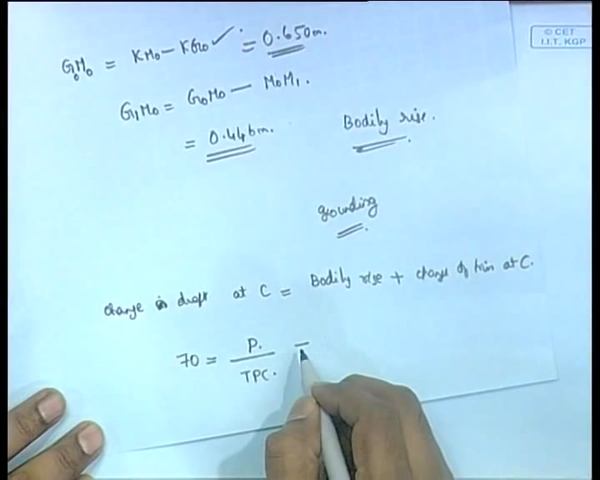 G₀M₀ = KM₀ − KG₀ ✓ = 0.650m.
G₁M₀ = G₀M₀ − M₀M₁.
= 0.446m.
Bodily rise.
grounding
change in draft at C = Bodily rise + change of trim at C.
70 = P. / TPC. −
© CET
I.I.T. KGP